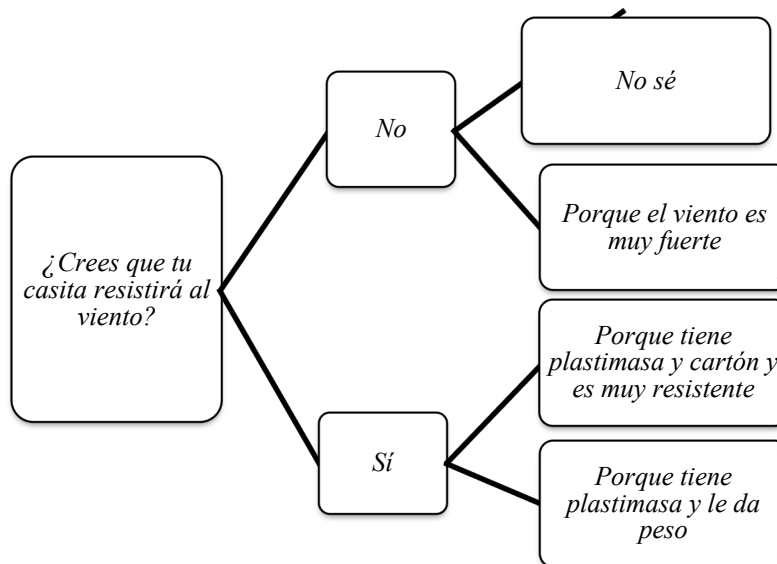 ¿Crees que tu
casita resistirá al
viento?
No
No sé
Porque el viento es
muy fuerte
Sí
Porque tiene
plastimasa y cartón y
es muy resistente
Porque tiene
plastimasa y le da
peso